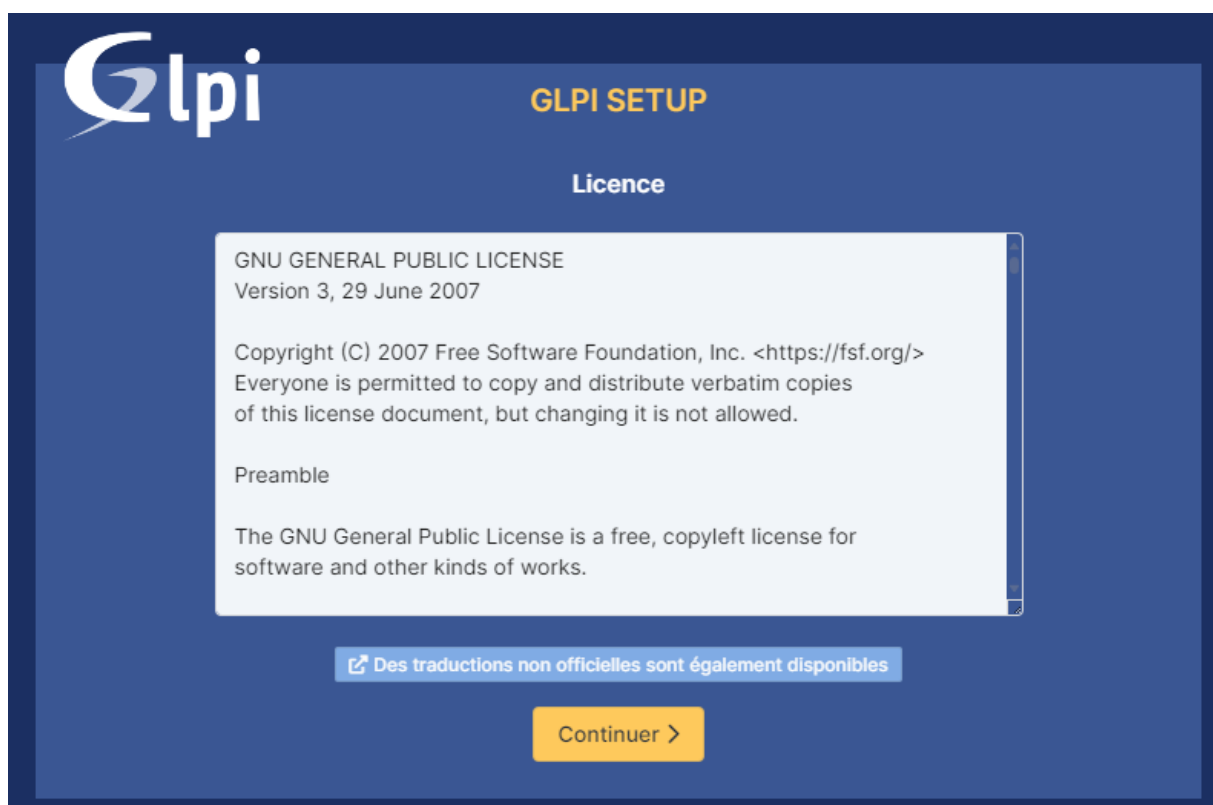 Glpi
GLPI SETUP
Licence
GNU GENERAL PUBLIC LICENSE
Version 3, 29 June 2007
Copyright (C) 2007 Free Software Foundation, Inc. <https://fsf.org/>
Everyone is permitted to copy and distribute verbatim copies
of this license document, but changing it is not allowed.
Preamble
The GNU General Public License is a free, copyleft license for
software and other kinds of works.
Des traductions non officielles sont également disponibles
Continuer